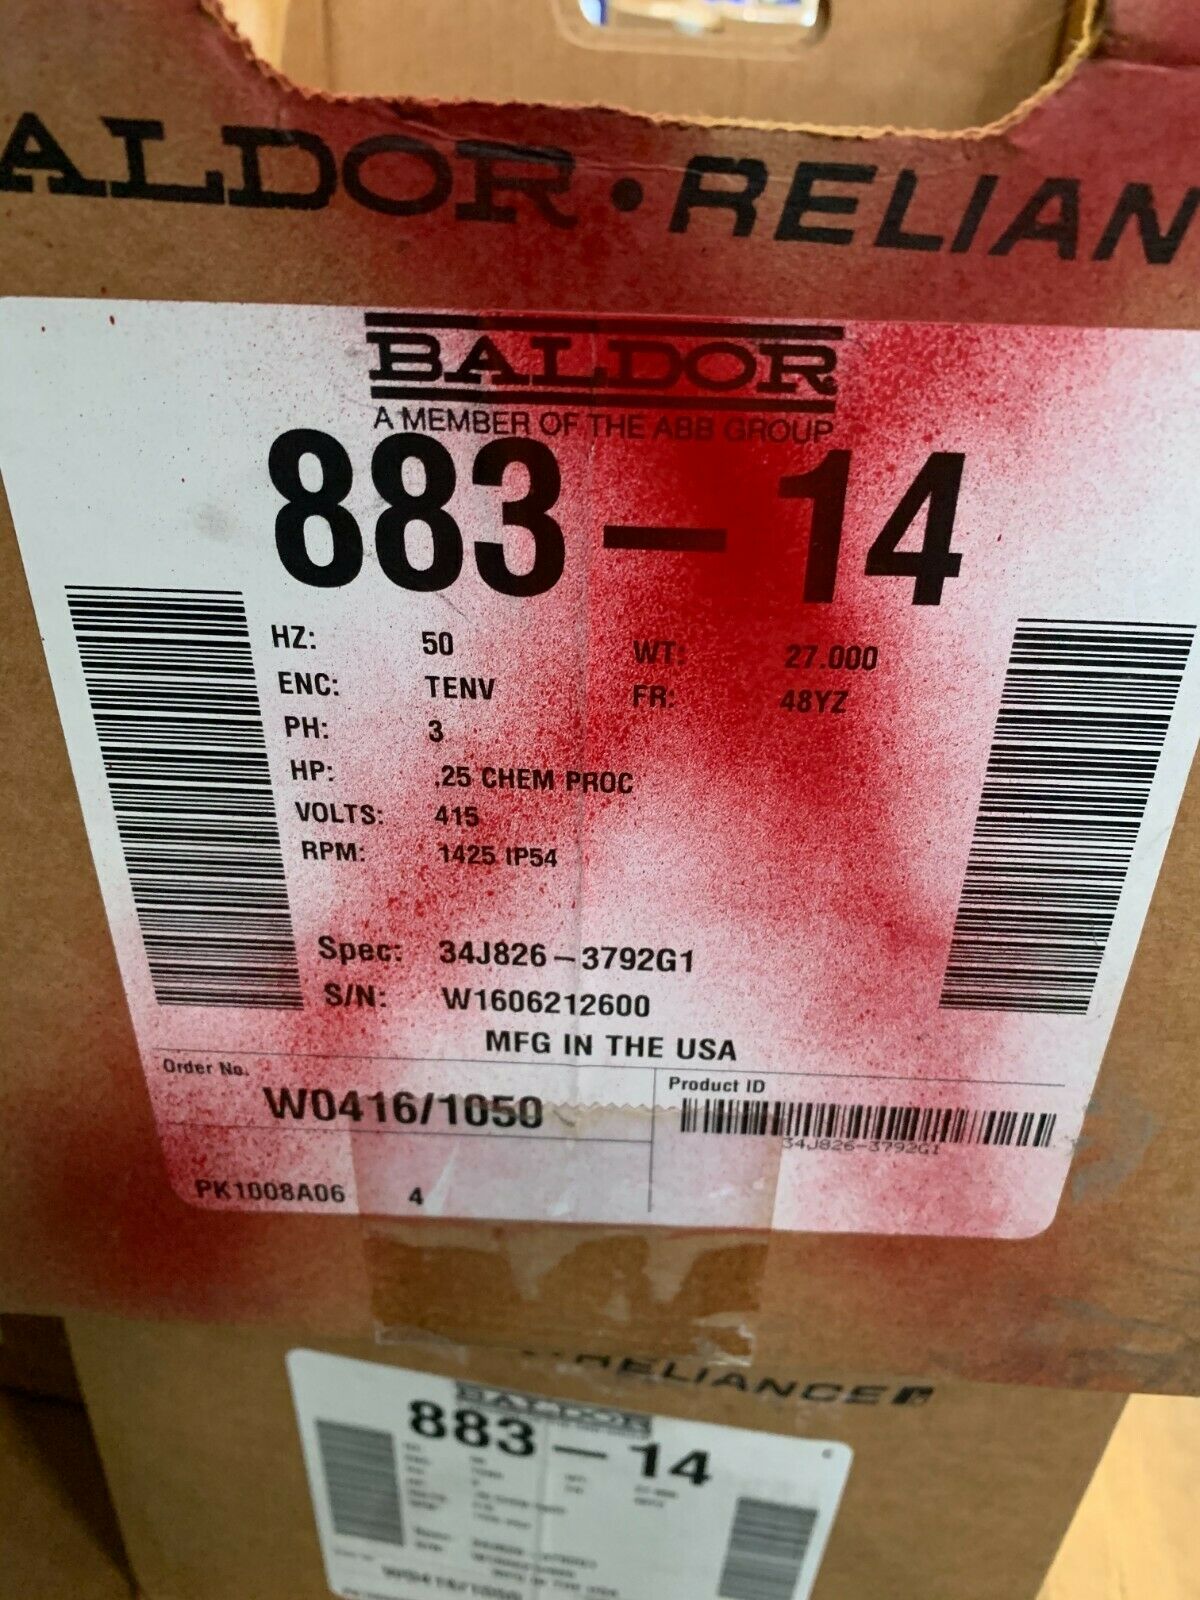 ALDOR • RELIAN
BALDOR
A MEMBER OF THE ABB GROUP
883-14
HZ: 50 WT: 27.000
ENC: TENV FR: 48YZ
PH: 3
HP: .25 CHEM PROC
VOLTS: 415
RPM: 1425 IP54
Spec: 34J826-3792G1
S/N: W1606212600
MFG IN THE USA
Order No. Product ID
W0416/1050
34J826-3792G1
PK1008A06 4
RELIANCE
BALDOR
883-14
W0416/1050